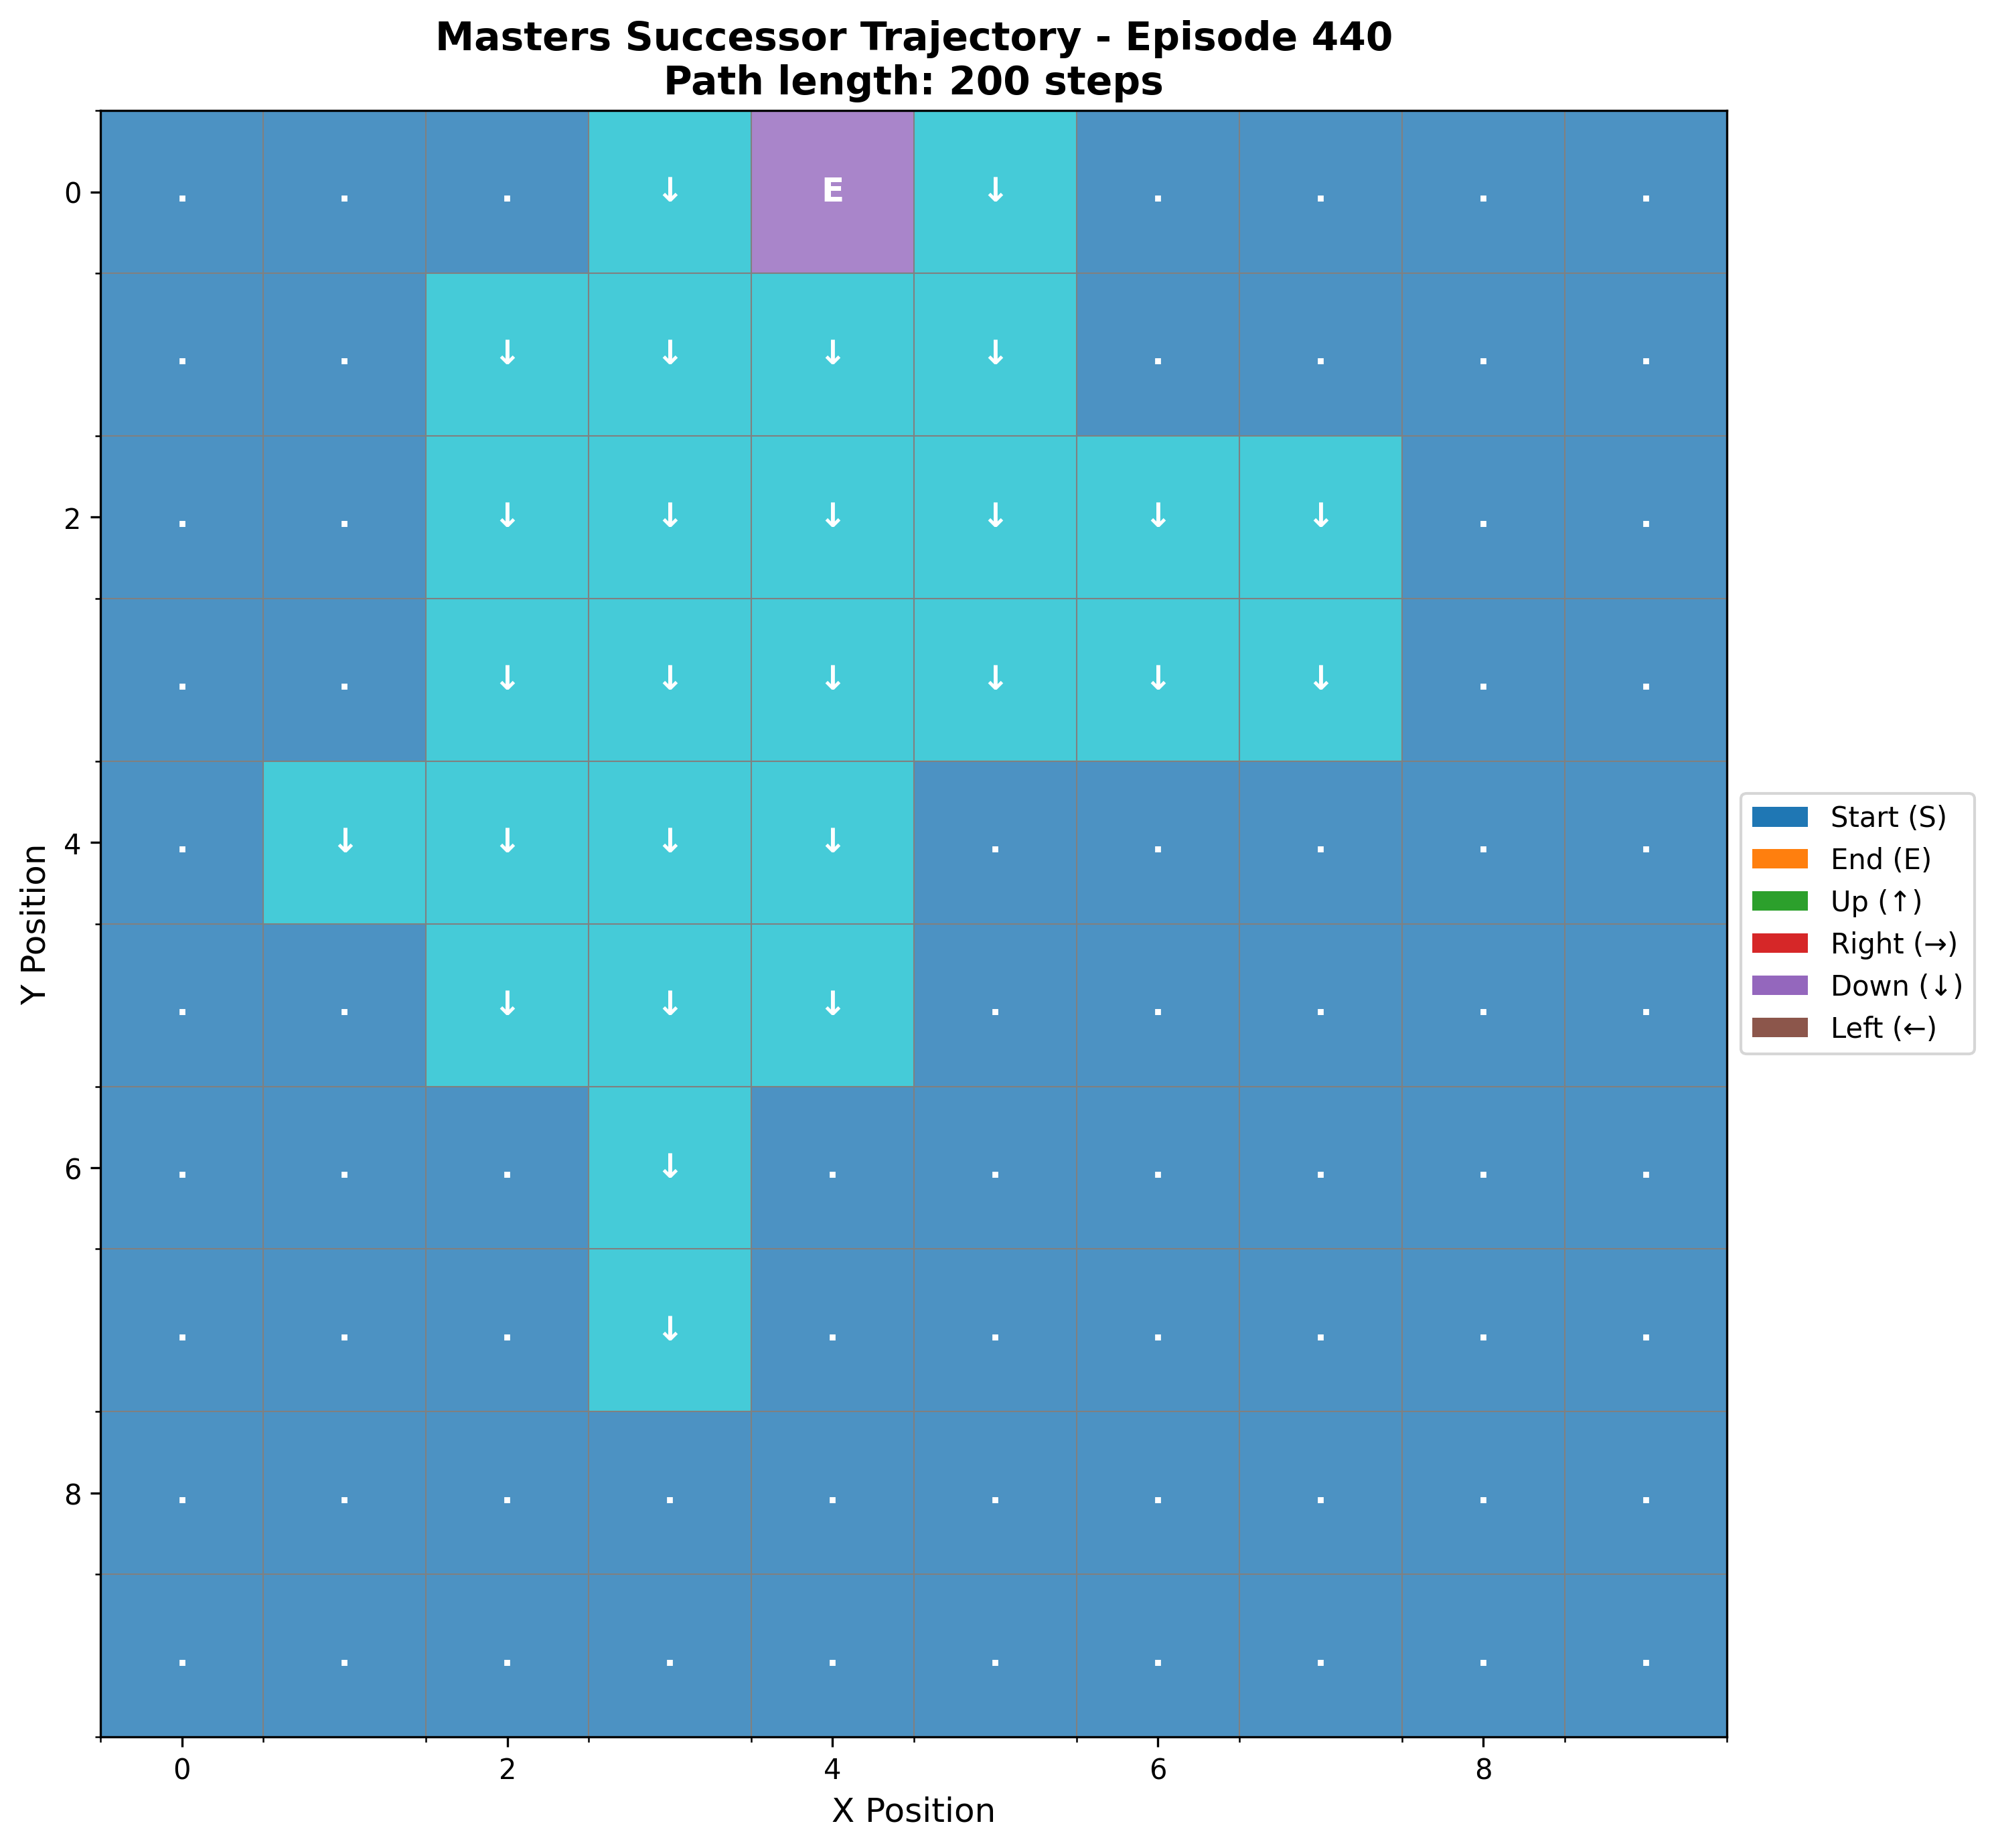 Masters Successor Trajectory - Episode 440
Path length: 200 steps
0 . . . ↓ E ↓ . . . .
. . ↓ ↓ ↓ ↓ . . . .
2 . . ↓ ↓ ↓ ↓ ↓ ↓ . .
. . ↓ ↓ ↓ ↓ ↓ ↓ . .
4 . ↓ ↓ ↓ ↓ . . . . .
. . ↓ ↓ ↓ . . . . .
6 . . . ↓ . . . . . .
. . . ↓ . . . . . .
8 . . . . . . . . . .
. . . . . . . . . .
0 2 4 6 8
X Position
Y Position
Start (S)
End (E)
Up (↑)
Right (→)
Down (↓)
Left (←)